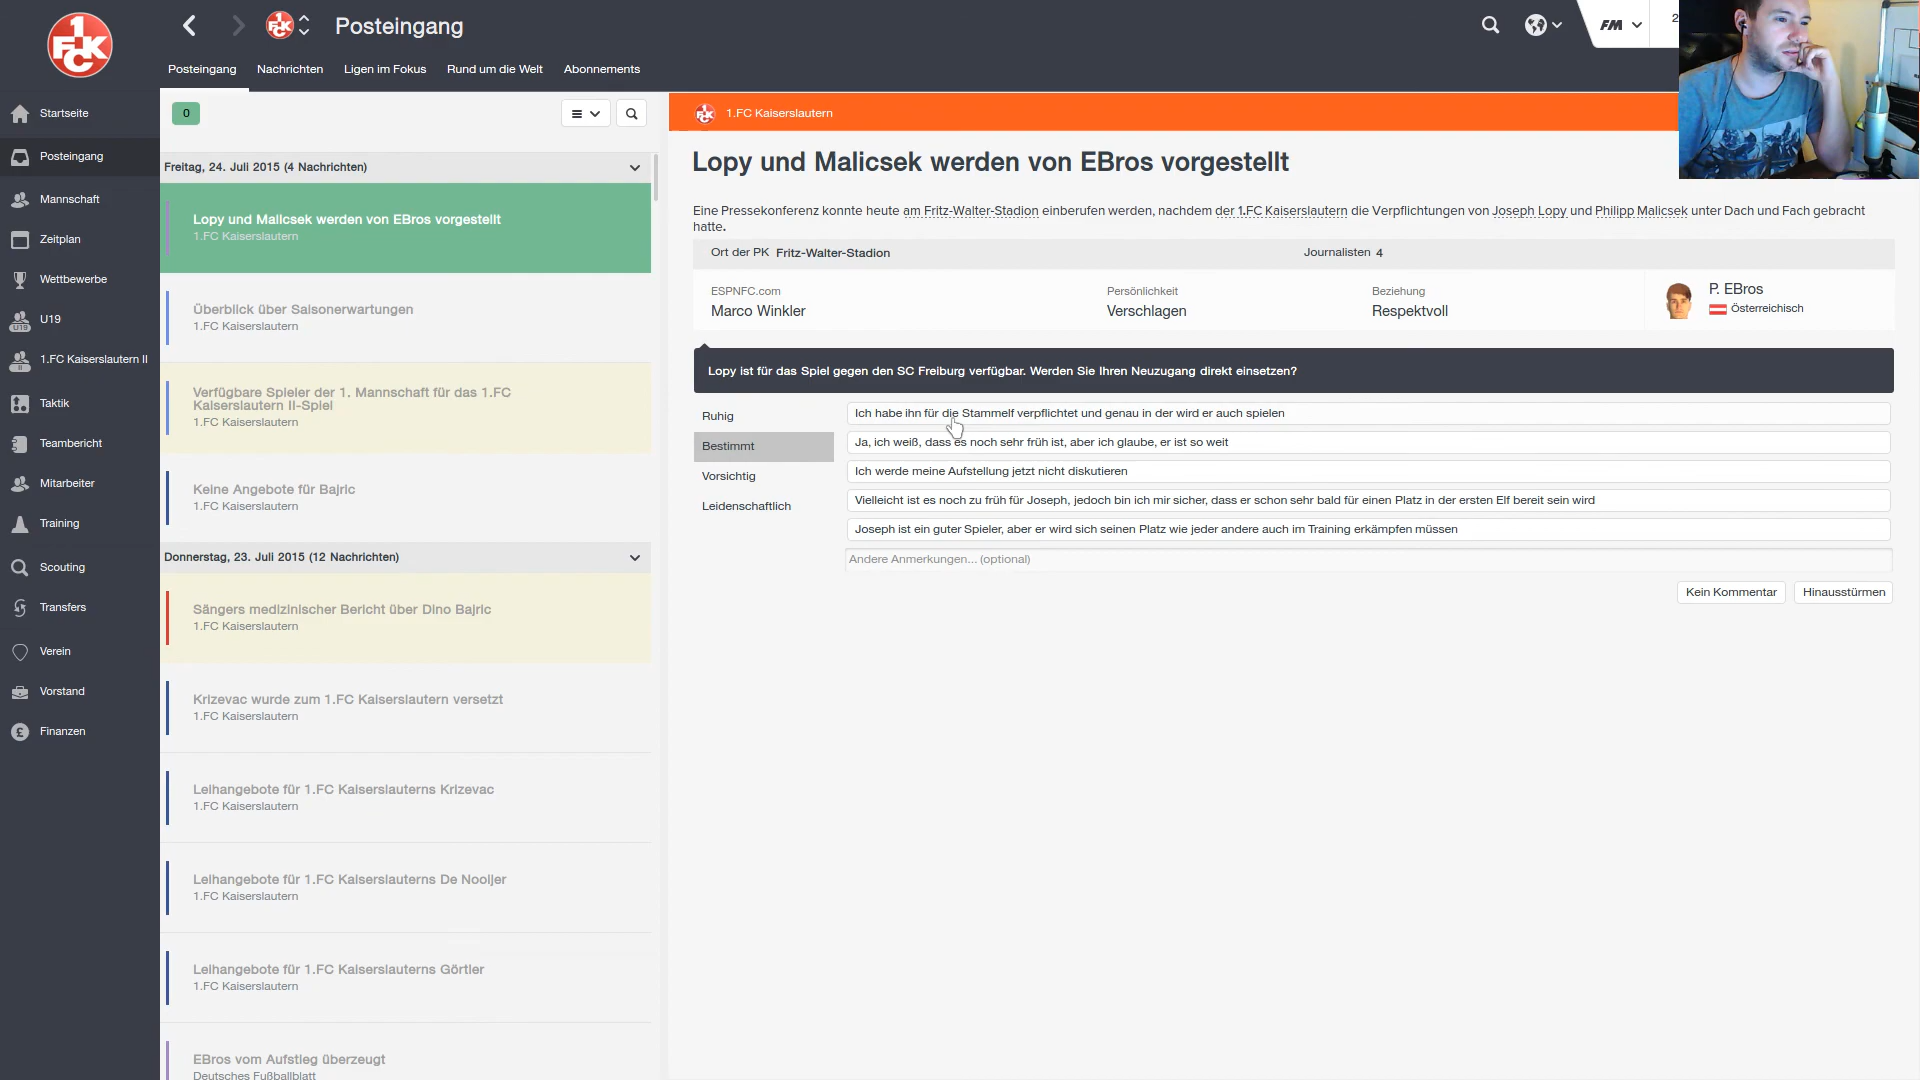 Posteingang
FM
2
Posteingang
Nachrichten
Ligen im Fokus
Rund um die Welt
Abonnements
Startseite
Posteingang
Mannschaft
Zeitplan
Wettbewerbe
U19
1.FC Kaiserslautern II
Taktik
Teambericht
Mitarbeiter
Training
Scouting
Transfers
Verein
Vorstand
Finanzen
0
Freitag, 24. Juli 2015 (4 Nachrichten)
Lopy und Malicsek werden von EBros vorgestellt
1.FC Kaiserslautern
Überblick über Saisonerwartungen
1.FC Kaiserslautern
Verfügbare Spieler der 1. Mannschaft für das 1.FC
Kaiserslautern II-Spiel
1.FC Kaiserslautern
Keine Angebote für Bajric
1.FC Kaiserslautern
Donnerstag, 23. Juli 2015 (12 Nachrichten)
Sängers medizinischer Bericht über Dino Bajric
1.FC Kaiserslautern
Krizevac wurde zum 1.FC Kaiserslautern versetzt
1.FC Kaiserslautern
Leihangebote für 1.FC Kaiserslauterns Krizevac
1.FC Kaiserslautern
Leihangebote für 1.FC Kaiserslauterns De Nooijer
1.FC Kaiserslautern
Leihangebote für 1.FC Kaiserslauterns Görtler
1.FC Kaiserslautern
EBros vom Aufstieg überzeugt
Deutsches Fußballblatt
1.FC Kaiserslautern
Lopy und Malicsek werden von EBros vorgestellt
Eine Pressekonferenz konnte heute am Fritz-Walter-Stadion einberufen werden, nachdem der 1.FC Kaiserslautern die Verpflichtungen von Joseph Lopy und Philipp Malicsek unter Dach und Fach gebracht
hatte.
Ort der PK Fritz-Walter-Stadion
Journalisten 4
ESPNFC.com
Marco Winkler
Persönlichkeit
Verschlagen
Beziehung
Respektvoll
P. EBros
Österreichisch
Lopy ist für das Spiel gegen den SC Freiburg verfügbar. Werden Sie Ihren Neuzugang direkt einsetzen?
Ruhig
Bestimmt
Vorsichtig
Leidenschaftlich
Ich habe ihn für die Stammelf verpflichtet und genau in der wird er auch spielen
Ja, ich weiß, dass es noch sehr früh ist, aber ich glaube, er ist so weit
Ich werde meine Aufstellung jetzt nicht diskutieren
Vielleicht ist es noch zu früh für Joseph, jedoch bin ich mir sicher, dass er schon sehr bald für einen Platz in der ersten Elf bereit sein wird
Joseph ist ein guter Spieler, aber er wird sich seinen Platz wie jeder andere auch im Training erkämpfen müssen
Andere Anmerkungen... (optional)
Kein Kommentar
Hinausstürmen